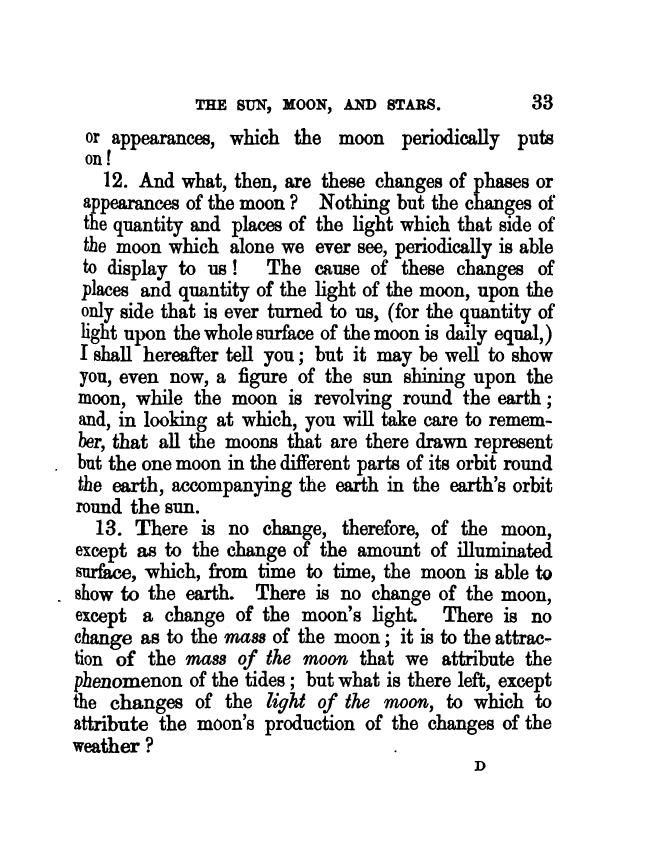 THE SUN, MOON, AND STARS. 33
or appearances, which the moon periodically puts
on!
12. And what, then, are these changes of phases or
appearances of the moon? Nothing but the changes of
the quantity and places of the light which that side of
the moon which alone we ever see, periodically is able
to display to us! The cause of these changes of
places and quantity of the light of the moon, upon the
only side that is ever turned to us, (for the quantity of
light upon the whole surface of the moon is daily equal,)
I shall hereafter tell you; but it may be well to show
you, even now, a figure of the sun shining upon the
moon, while the moon is revolving round the earth;
and, in looking at which, you will take care to remem-
ber, that all the moons that are there drawn represent
but the one moon in the different parts of its orbit round
the earth, accompanying the earth in the earth's orbit
round the sun.
13. There is no change, therefore, of the moon,
except as to the change of the amount of illuminated
surface, which, from time to time, the moon is able to
show to the earth. There is no change of the moon,
except a change of the moon's light. There is no
change as to the mass of the moon; it is to the attrac-
tion of the mass of the moon that we attribute the
phenomenon of the tides; but what is there left, except
the changes of the light of the moon, to which to
attribute the moon's production of the changes of the
weather?
D